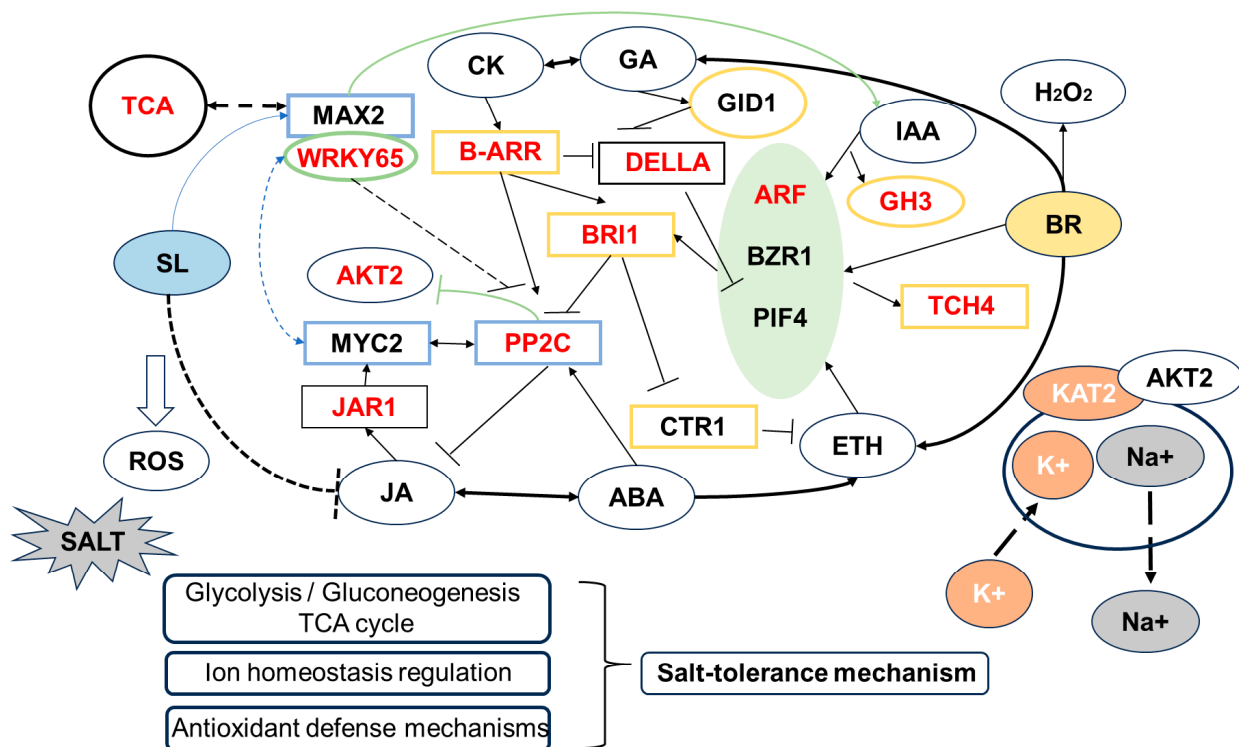 CK
GA
TCA
MAX2
GID1
H₂O₂
IAA
WRKY65
B-ARR
DELLA
ARF
GH3
BRI1
BR
SL
BZR1
AKT2
TCH4
PIF4
MYC2
PP2C
KAT2
AKT2
JAR1
CTR1
ETH
K+
Na+
ROS
JA
ABA
SALT
K+
Na+
Glycolysis / Gluconeogenesis
TCA cycle
Ion homeostasis regulation
Salt-tolerance mechanism
Antioxidant defense mechanisms